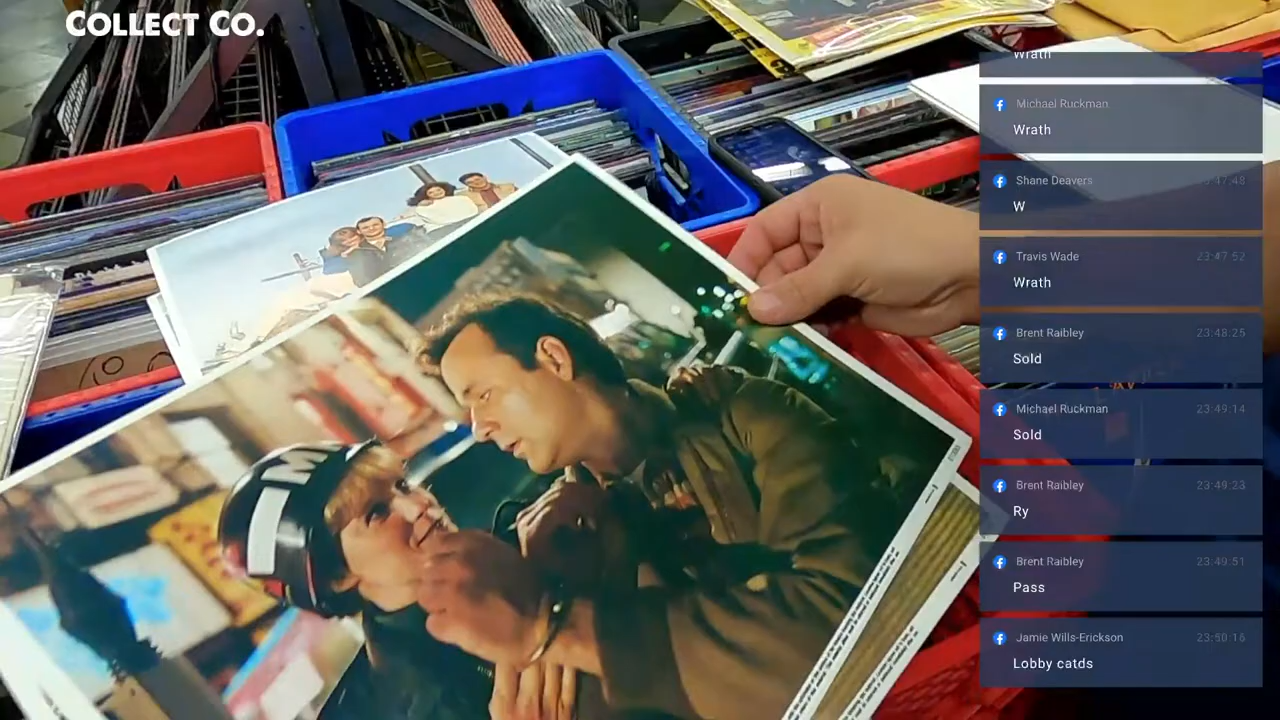 COLLECT CO.
Wrath
Michael Ruckman
Wrath
Shane Deavers
W
Travis Wade 23:47:52
Wrath
Brent Raibley 23:48:25
Sold
Michael Ruckman 23:49:14
Sold
Brent Raibley 23:49:23
Ry
Brent Raibley 23:49:51
Pass
Jamie Wills-Erickson 23:50:16
Lobby catds